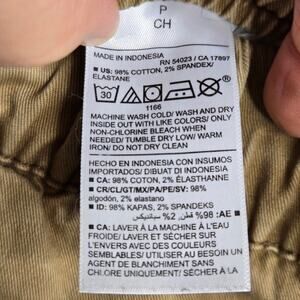 P
CH
MADE IN INDONESIA
RN 54023 / CA 17897
■ US: 98% COTTON, 2% SPANDEX/
ELASTANE
30
1166
MACHINE WASH COLD/ WASH AND DRY
INSIDE OUT WITH LIKE COLORS/ ONLY
NON-CHLORINE BLEACH WHEN
NEEDED/ TUMBLE DRY LOW/ WARM
IRON/ DO NOT DRY CLEAN
HECHO EN INDONESIA CON INSUMOS
IMPORTADOS/ DIBUAT DI INDONESIA
■ CA: 98% COTON, 2% ÉLASTHANNE
■ CR/CL/GT/MX/PA/PE/SV: 98%
algodón, 2% elastano
■ ID: 98% KAPAS, 2% SPANDEKS
■ AE: 98% قطن, 2% سباندیکس
■ CA: LAVER À LA MACHINE À L'EAU
FROIDE/ LAVER ET SÉCHER SUR
L'ENVERS AVEC DES COULEURS
SEMBLABLES/ UTILISER AU BESOIN UN
AGENT DE BLANCHIMENT SANS
CHLORE UNIQUEMENT/ SÉCHER À LA